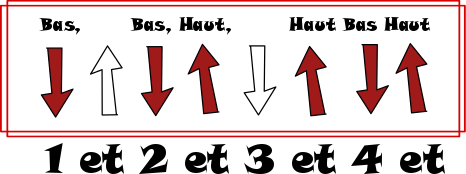 Bas, Bas, Haut, Haut Bas Haut
1 et 2 et 3 et 4 et